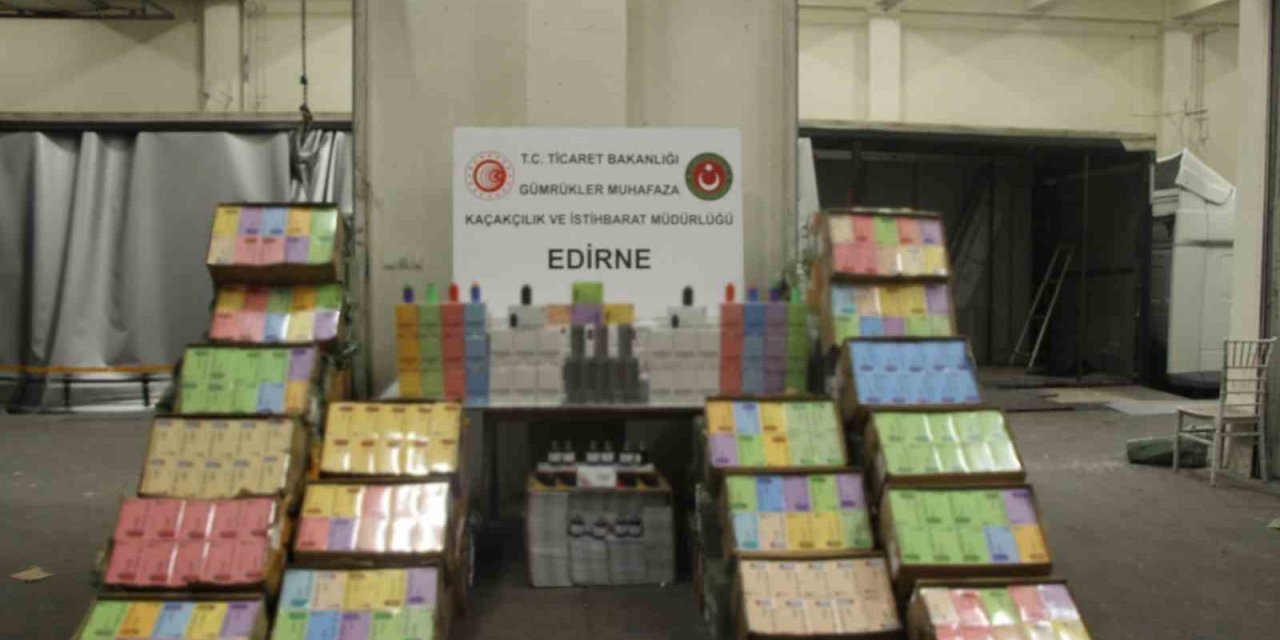 T.C. TİCARET BAKANLIĞI
GÜMRÜKLER MUHAFAZA
KAÇAKÇILIK VE İSTİHBARAT MÜDÜRLÜĞÜ
EDİRNE